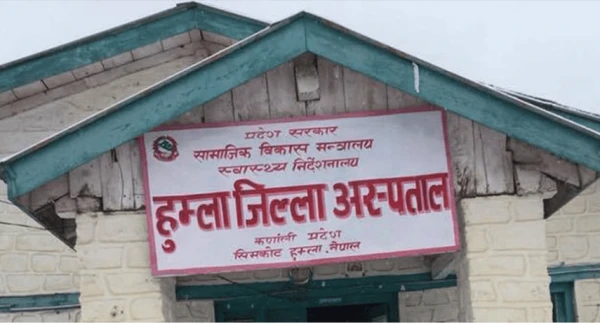 प्रदेश सरकार
सामाजिक विकास मन्त्रालय
स्वास्थ्य निर्देशनालय
हुम्ला जिल्ला अस्पताल
कर्णाली प्रदेश
सिमकोट हुम्ला, नेपाल